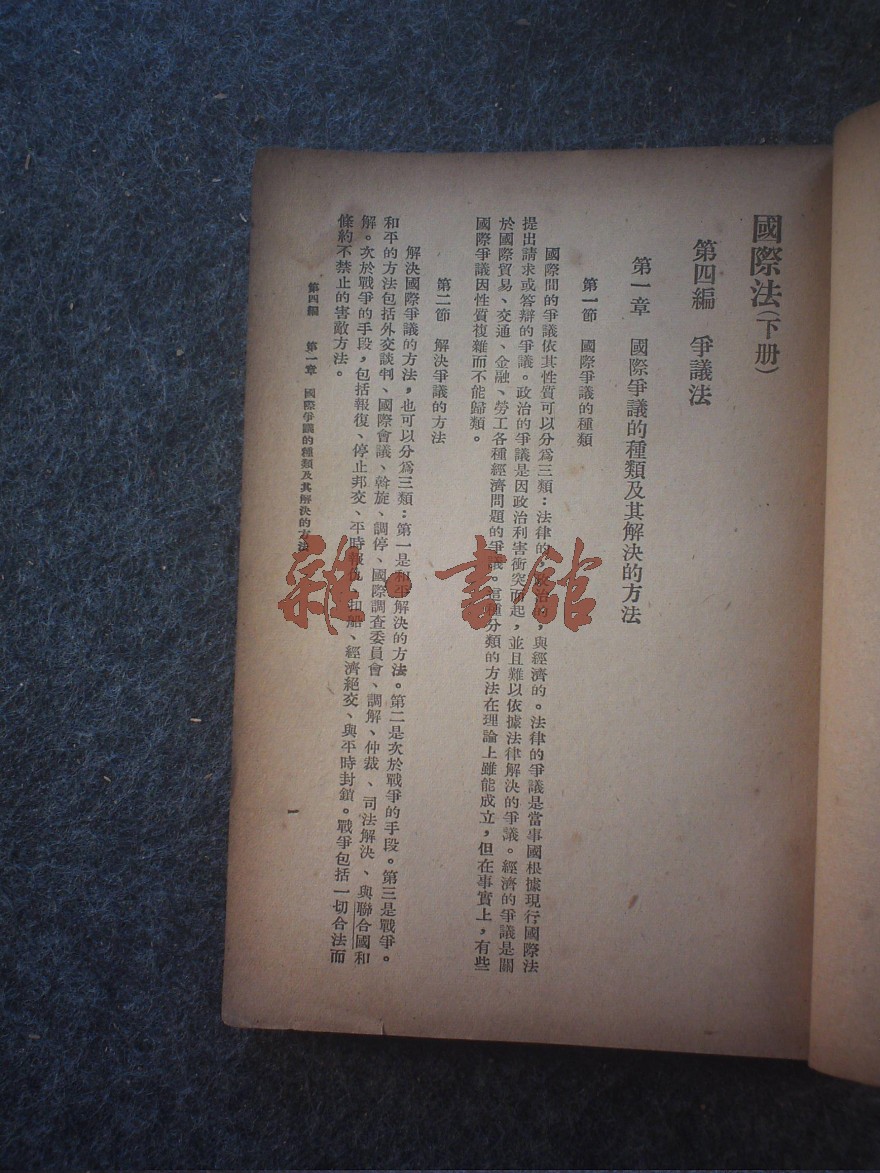 國際法(下册)
第四編　爭議法
第一章　國際爭議的種類及其解決的方法
第一節　國際爭議的種類
國際間的爭議依其性質可以分爲三類：法律的，政治的，與經濟的。法律的爭議是當事國根據現行國際法
提出請求或答辯的爭議。政治的爭議是因政治利害衝突而起，並且難以依據法律解決的爭議。經濟的爭議是關
於國際貿易、交通、金融、勞工各種經濟問題的爭議。這種分類的方法在理論上雖能成立，但在事實上，有些
國際爭議因性質複雜而不能歸類。
第二節　解決爭議的方法
解決國際爭議的方法，也可以分爲三類：第一是和平解決的方法。第二是次於戰爭的手段。第三是戰爭。
和平的方法包括外交談判、國際會議、斡旋、調停、國際調查委員會、調解、仲裁、司法解決、與聯合國和
解。次於戰爭的手段，包括報復、停止邦交、平時報仇、扣船、經濟絕交、與平時封鎖。戰爭包括一切合法而
條約不禁止的害敵方法。
第四編　第一章　國際爭議的種類及其解決的方法
一
雜·書館